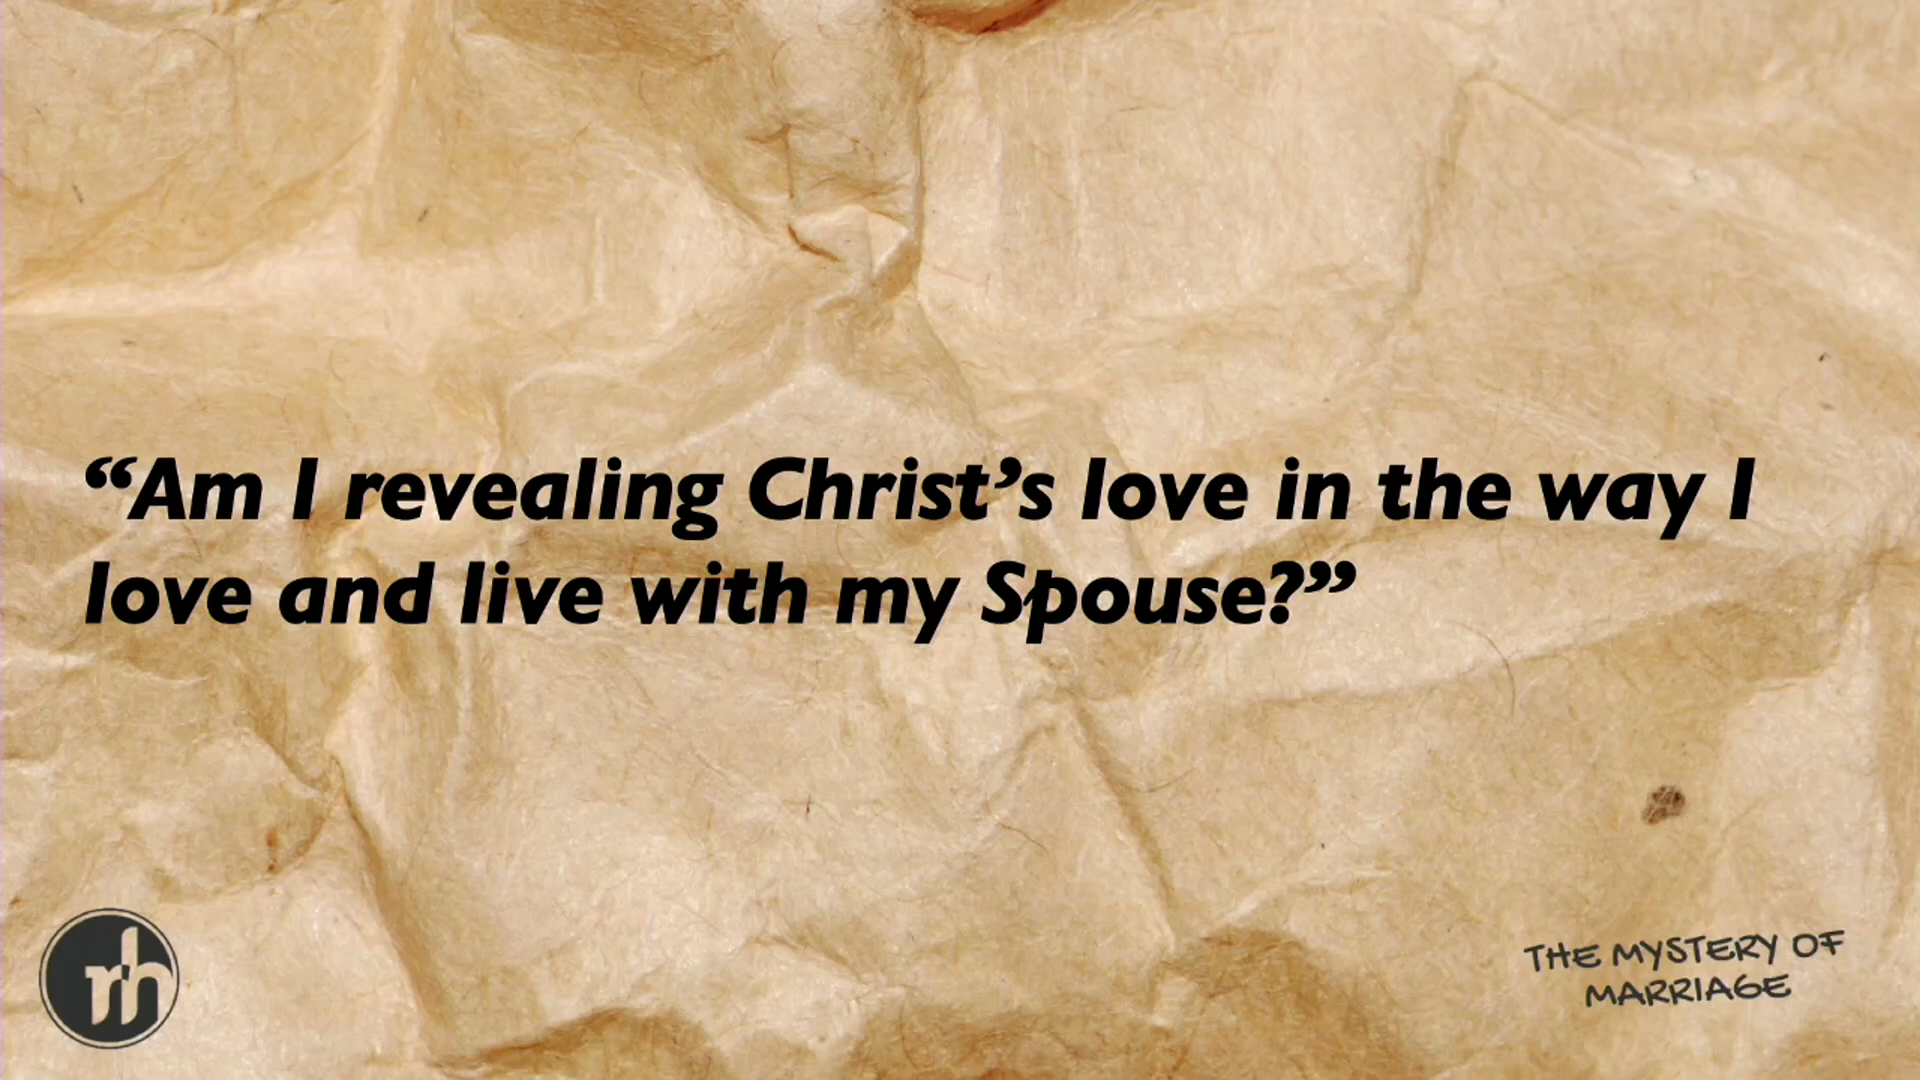 “Am I revealing Christ’s love in the way I
love and live with my Spouse?”
rh
THE MYSTERY OF
MARRIAGE